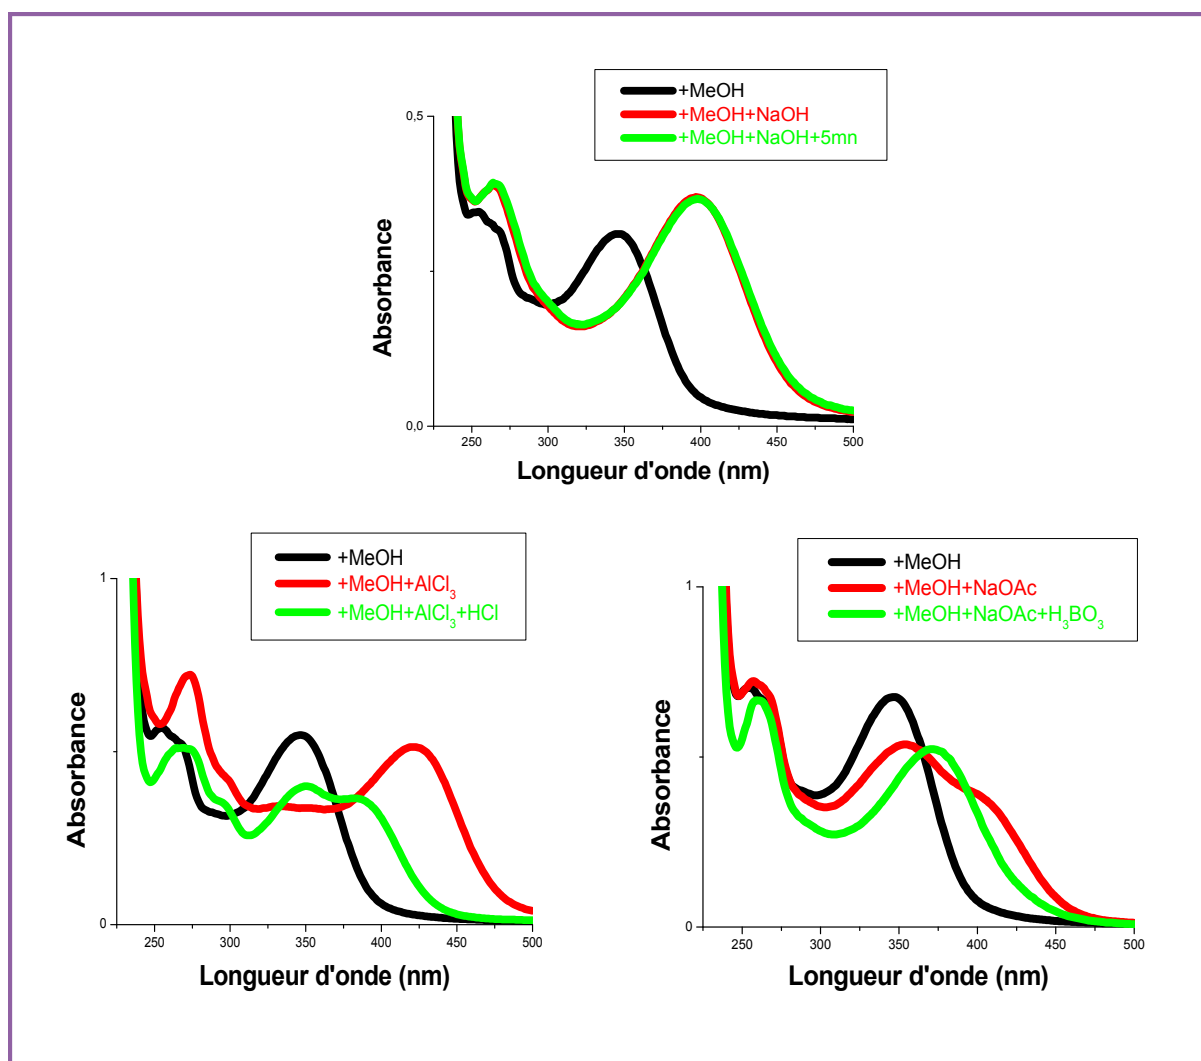 +MeOH
+MeOH+NaOH
+MeOH+NaOH+5mn
0,5
Absorbance
0,0
250 300 350 400 450 500
Longueur d'onde (nm)
+MeOH
+MeOH+AlCl₃
+MeOH+AlCl₃+HCl
1
Absorbance
0
250 300 350 400 450 500
Longueur d'onde (nm)
+MeOH
+MeOH+NaOAc
+MeOH+NaOAc+H₃BO₃
1
Absorbance
0
250 300 350 400 450 500
Longueur d'onde (nm)